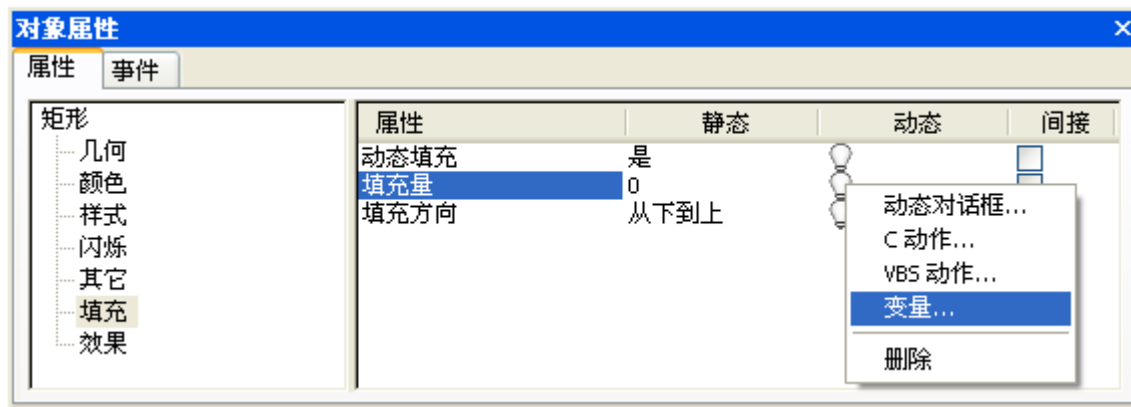 对象属性
属性 事件
矩形
几何
颜色
样式
闪烁
其它
填充
效果
属性 静态 动态 间接
动态填充 是
填充量 0
填充方向 从下到上
动态对话框...
C 动作...
VBS 动作...
变量...
删除